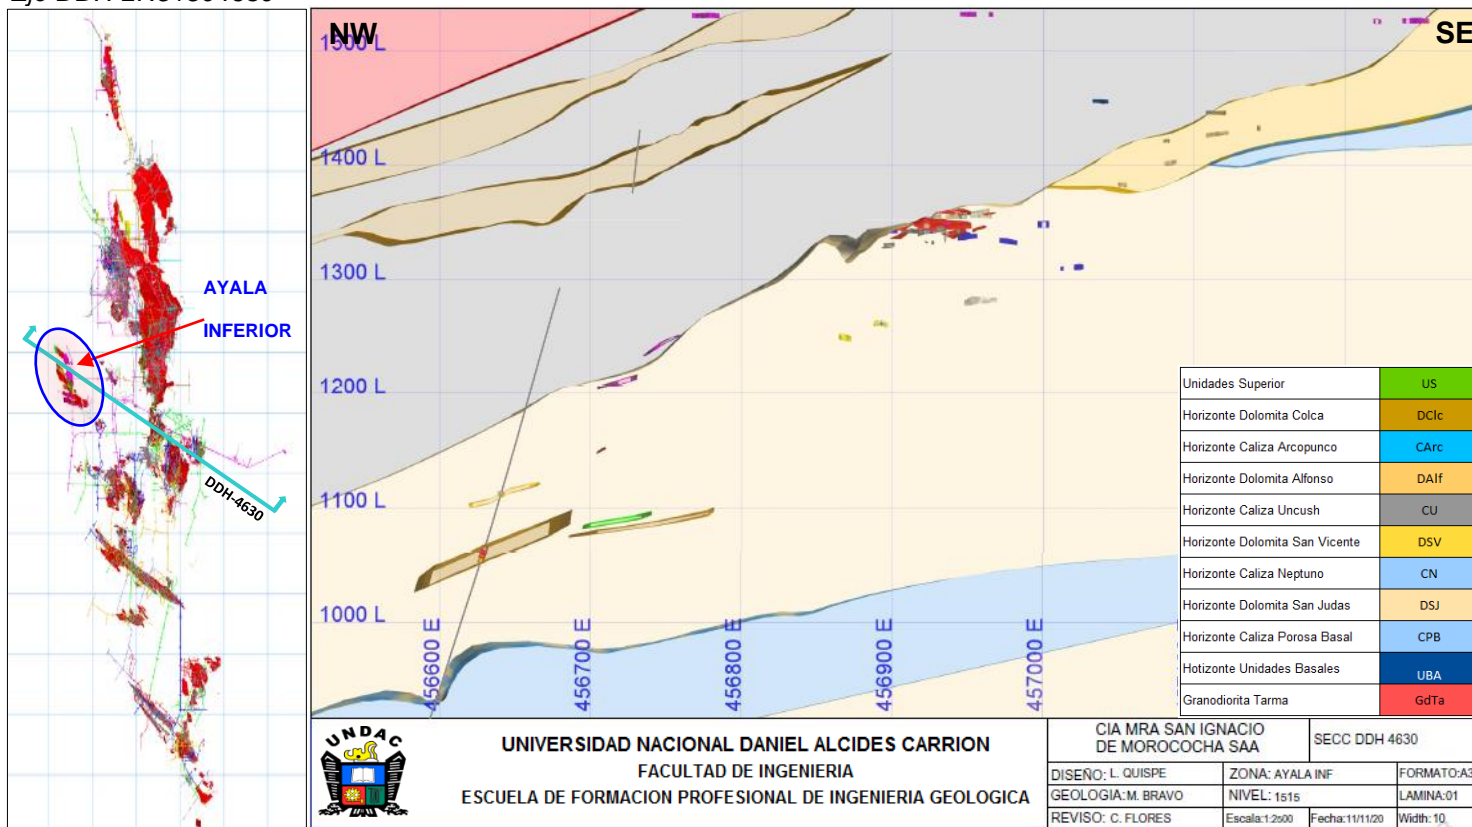 NW
SE
1500 L
1400 L
1300 L
1200 L
1100 L
1000 L
456600 E
456700 E
456800 E
456900 E
457000 E
AYALA
INFERIOR
DDH-4630
Unidades Superior US
Horizonte Dolomita Colca DClc
Horizonte Caliza Arcopunco CArc
Horizonte Dolomita Alfonso DAlf
Horizonte Caliza Uncush CU
Horizonte Dolomita San Vicente DSV
Horizonte Caliza Neptuno CN
Horizonte Dolomita San Judas DSJ
Horizonte Caliza Porosa Basal CPB
Hotizonte Unidades Basales UBA
Granodiorita Tarma GdTa
UNDAC
UNIVERSIDAD NACIONAL DANIEL ALCIDES CARRION
FACULTAD DE INGENIERIA
ESCUELA DE FORMACION PROFESIONAL DE INGENIERIA GEOLOGICA
CIA MRA SAN IGNACIO
DE MOROCOCHA SAA
SECC DDH 4630
DISEÑO: L. QUISPE ZONA: AYALA INF FORMATO:A3
GEOLOGIA:M. BRAVO NIVEL: 1515 LAMINA:01
REVISO: C. FLORES Escala:1:2500 Fecha:11/11/20 Width: 10